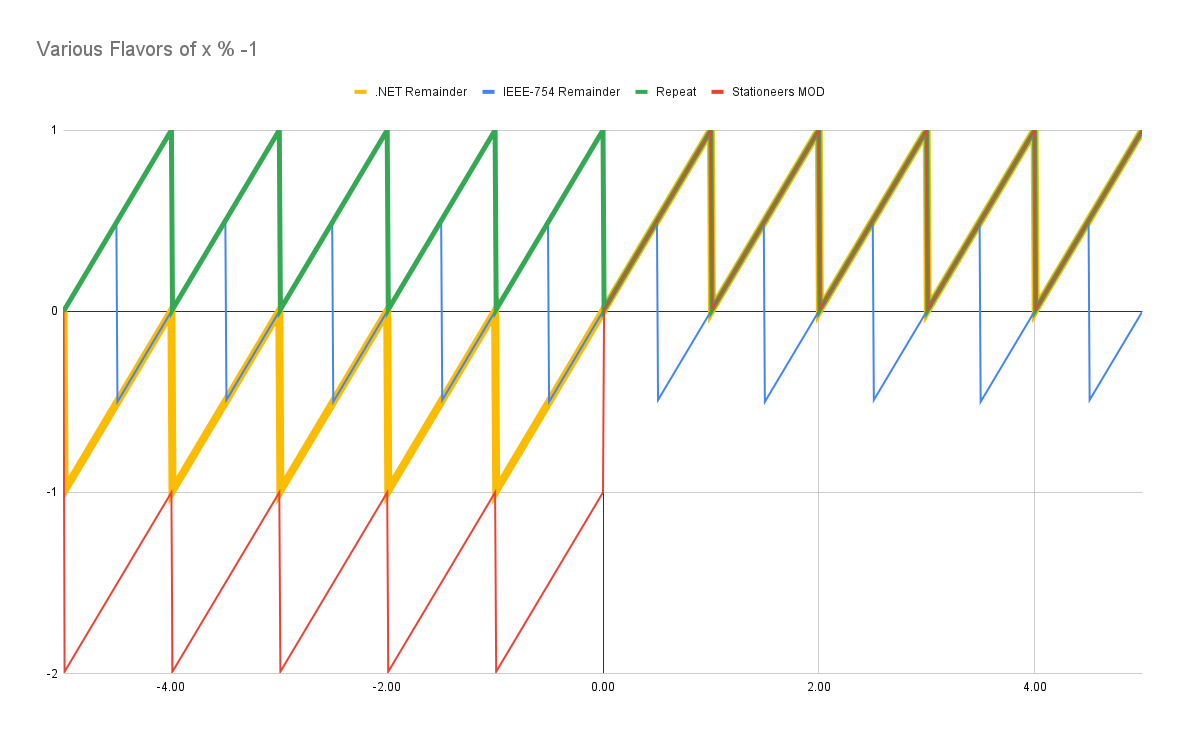 Various Flavors of x % -1
.NET Remainder IEEE-754 Remainder Repeat Stationeers MOD
1
0
-1
-2
-4.00 -2.00 0.00 2.00 4.00